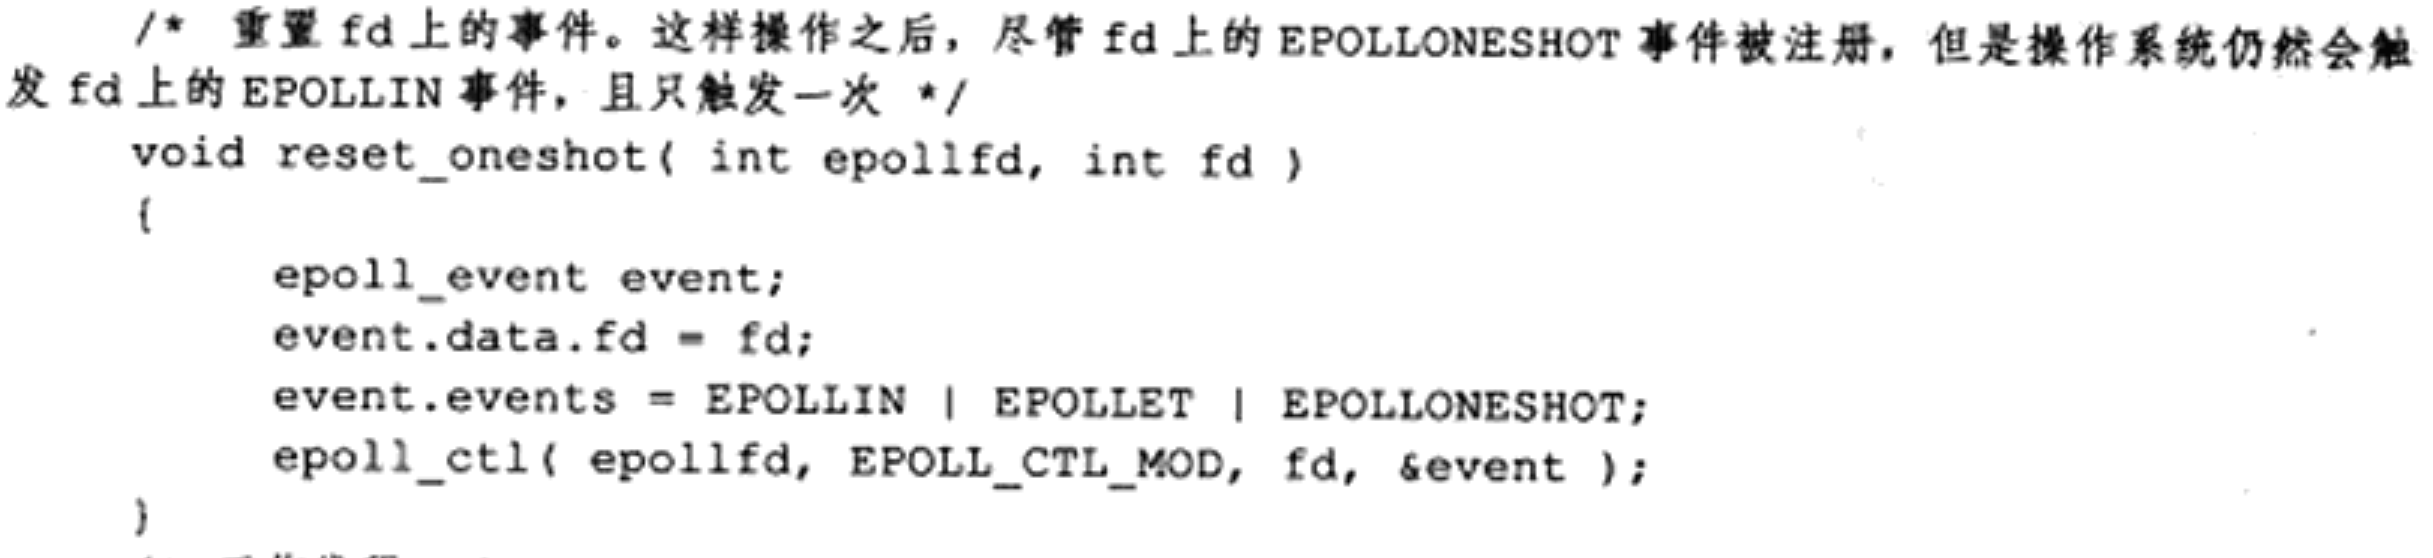 /* 重置 fd 上的事件。这样操作之后，尽管 fd 上的 EPOLLONESHOT 事件被注册，但是操作系统仍然会触
发 fd 上的 EPOLLIN 事件，且只触发一次 */
void reset_oneshot( int epollfd, int fd )
{
epoll_event event;
event.data.fd = fd;
event.events = EPOLLIN | EPOLLET | EPOLLONESHOT;
epoll_ctl( epollfd, EPOLL_CTL_MOD, fd, &event );
}